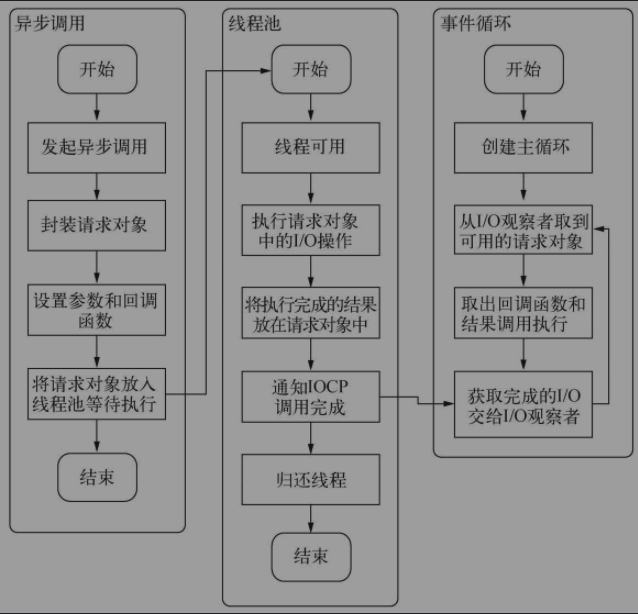 异步调用
开始
发起异步调用
封装请求对象
设置参数和回调
函数
将请求对象放入
线程池等待执行
结束
线程池
开始
线程可用
执行请求对象
中的I/O操作
将执行完成的结果
放在请求对象中
通知IOCP
调用完成
归还线程
结束
事件循环
开始
创建主循环
从I/O观察者取到
可用的请求对象
取出回调函数和
结果调用执行
获取完成的I/O
交给I/O观察者